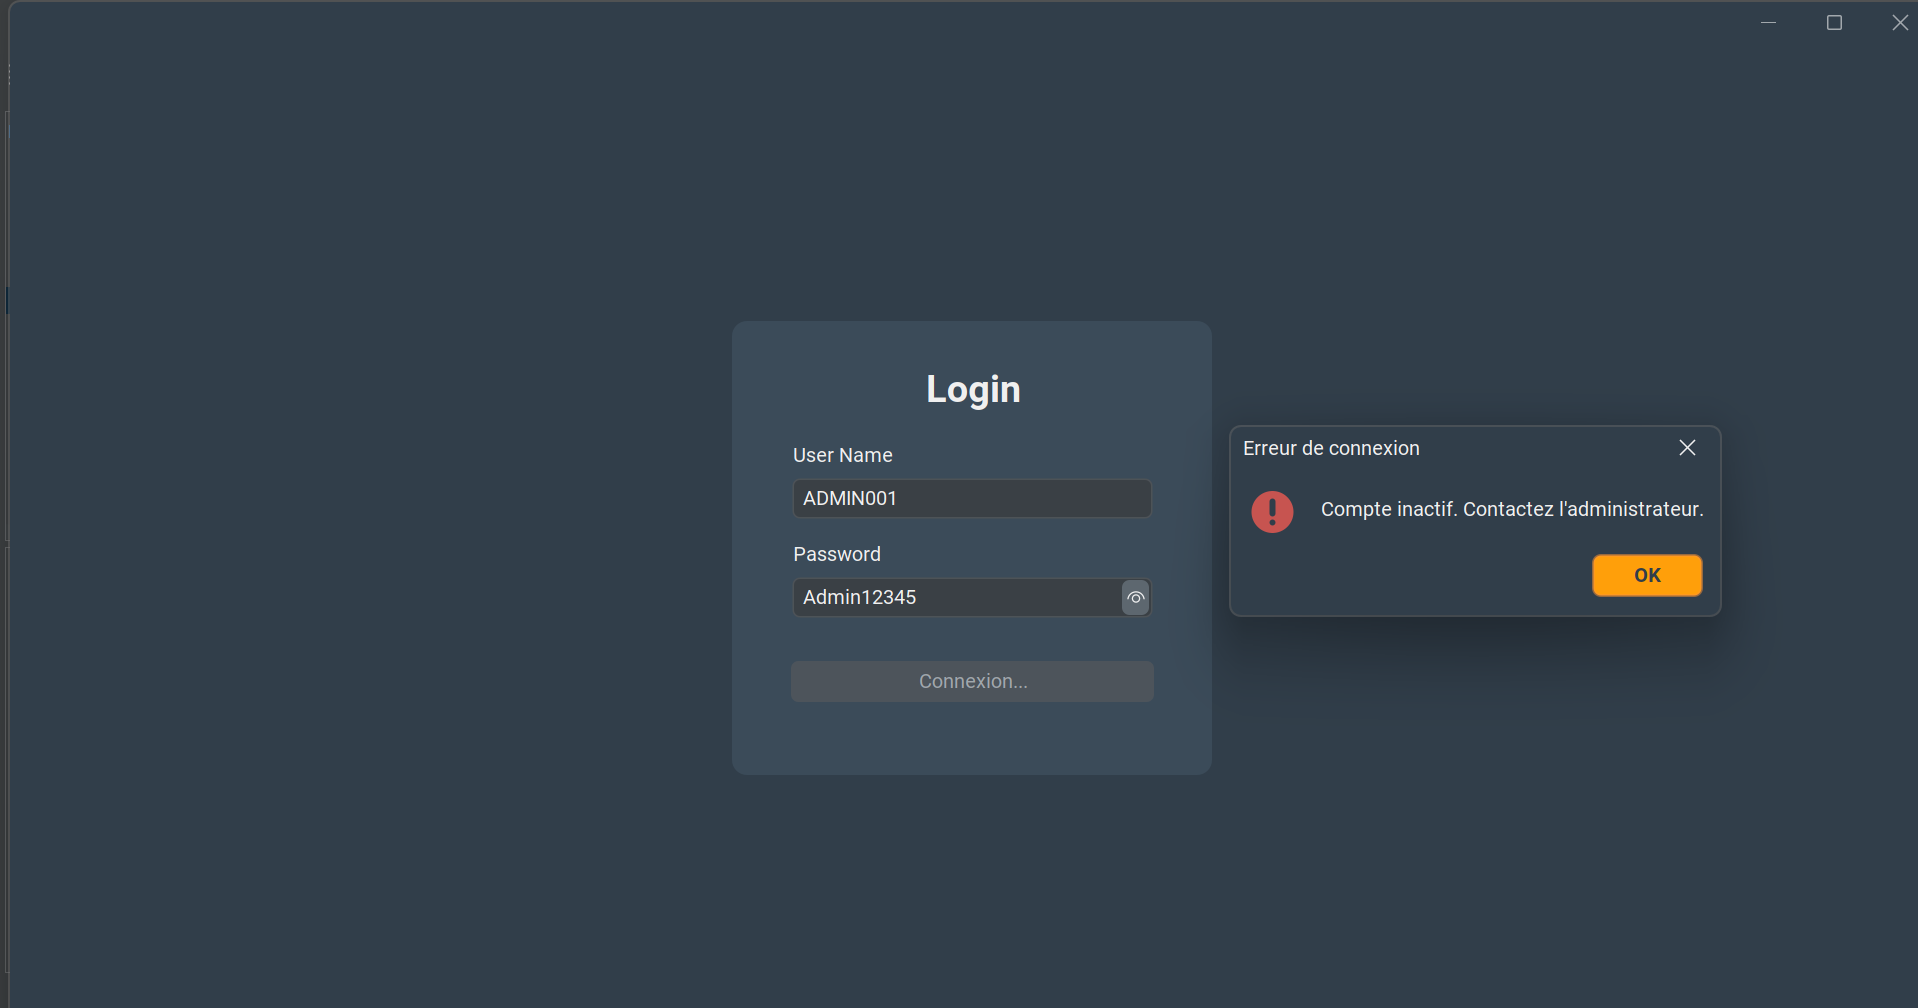 Login
User Name
ADMIN001
Password
Admin12345
Connexion...
Erreur de connexion
Compte inactif. Contactez l'administrateur.
OK